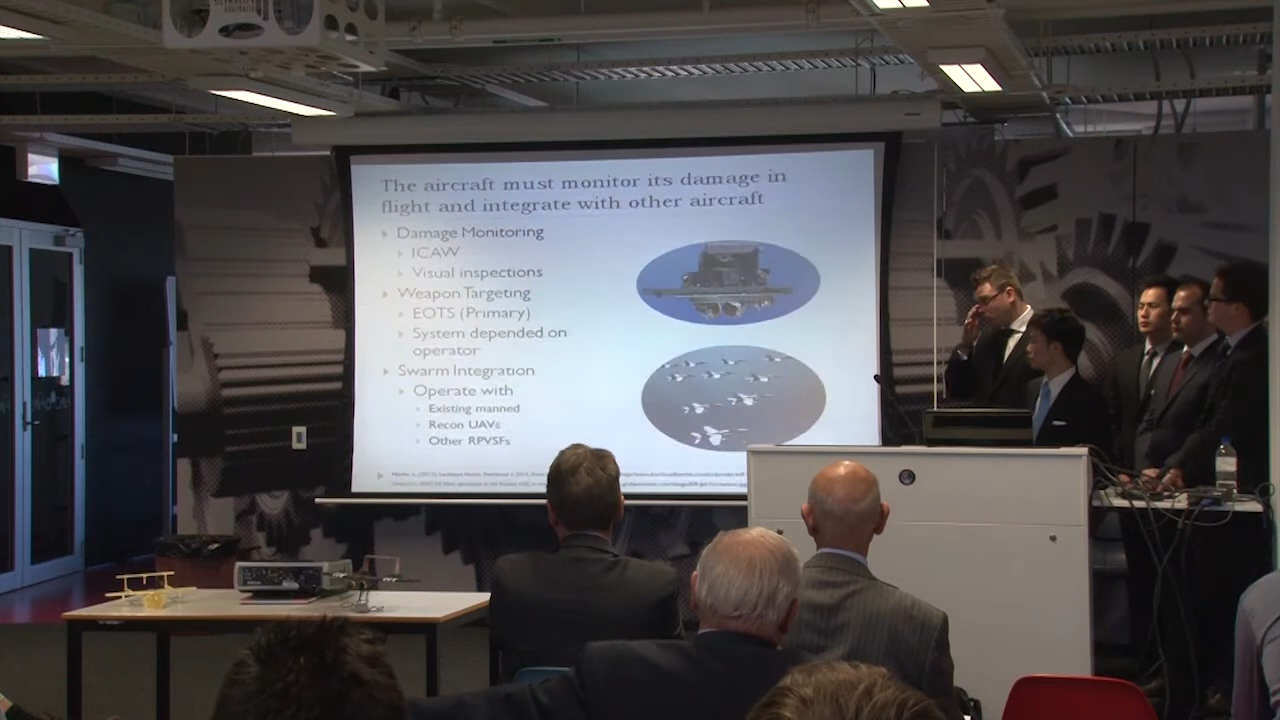 The aircraft must monitor its damage in
flight and integrate with other aircraft
Damage Monitoring
ICAW
Visual inspections
Weapon Targeting
EOTS (Primary)
System depended on
operator
Swarm Integration
Operate with
Existing manned
Recon UAVs
Other RPVSFs